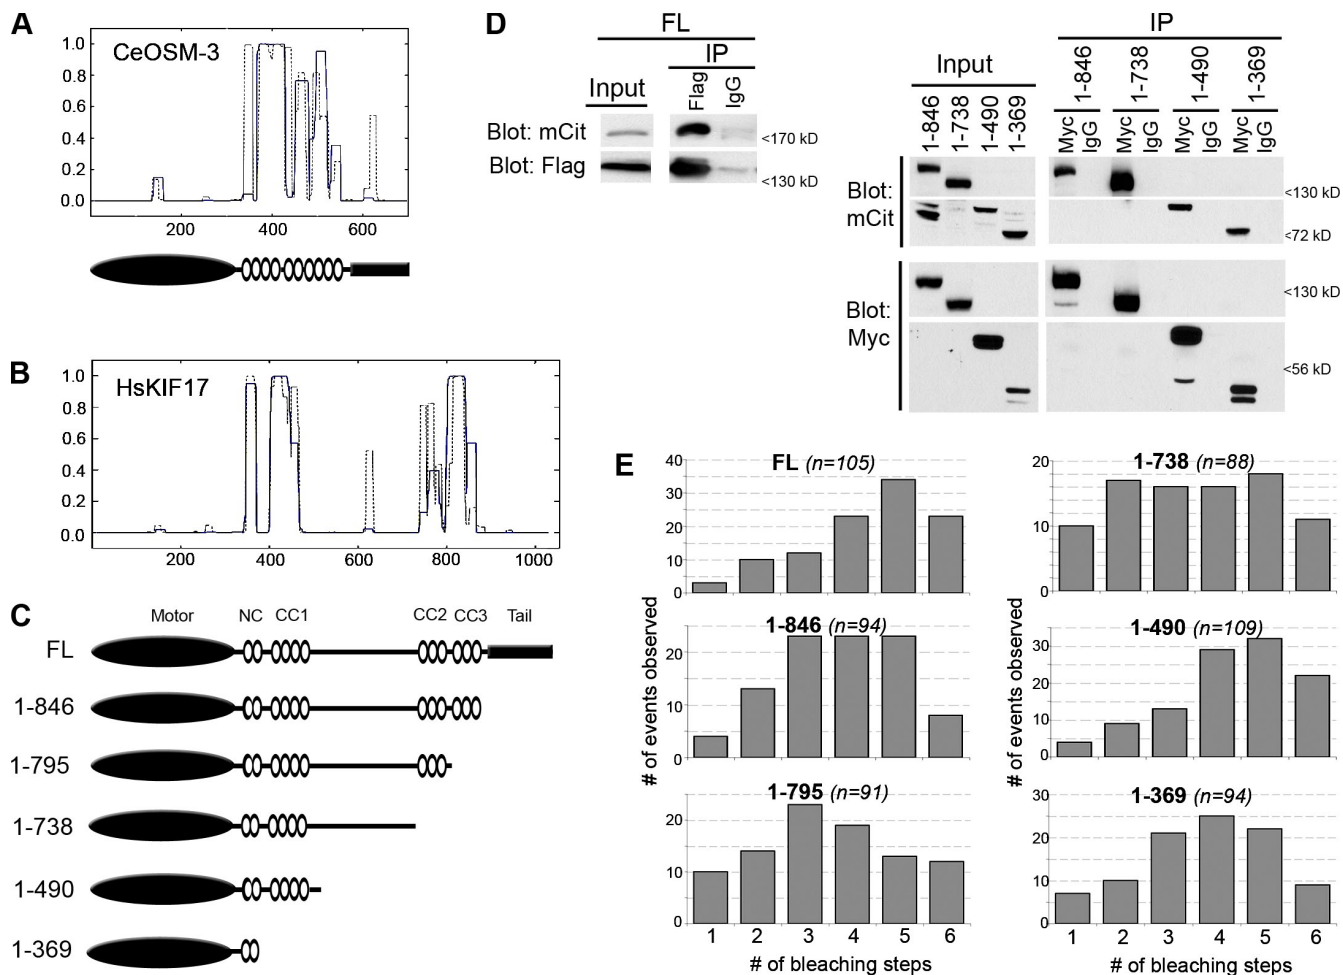 A
CeOSM-3
1.0
0.8
0.6
0.4
0.2
0.0
200 400 600
B
HsKIF17
1.0
0.8
0.6
0.4
0.2
0.0
200 400 600 800 1000
C
Motor NC CC1 CC2 CC3 Tail
FL
1-846
1-795
1-738
1-490
1-369
D
FL
IP
Input Flag IgG
Blot: mCit <170 kD
Blot: Flag <130 kD
IP
Input 1-846 1-738 1-490 1-369
1-846 1-738 1-490 1-369 Myc IgG Myc IgG Myc IgG Myc IgG
Blot: mCit
<130 kD
<72 kD
Blot: Myc
<130 kD
<56 kD
E
FL (n=105)
40
30
20
10
0
1-738 (n=88)
20
10
0
1-846 (n=94)
20
10
0
1-490 (n=109)
30
20
10
0
1-795 (n=91)
20
10
0
1-369 (n=94)
30
20
10
0
# of events observed
# of events observed
1 2 3 4 5 6
# of bleaching steps
1 2 3 4 5 6
# of bleaching steps